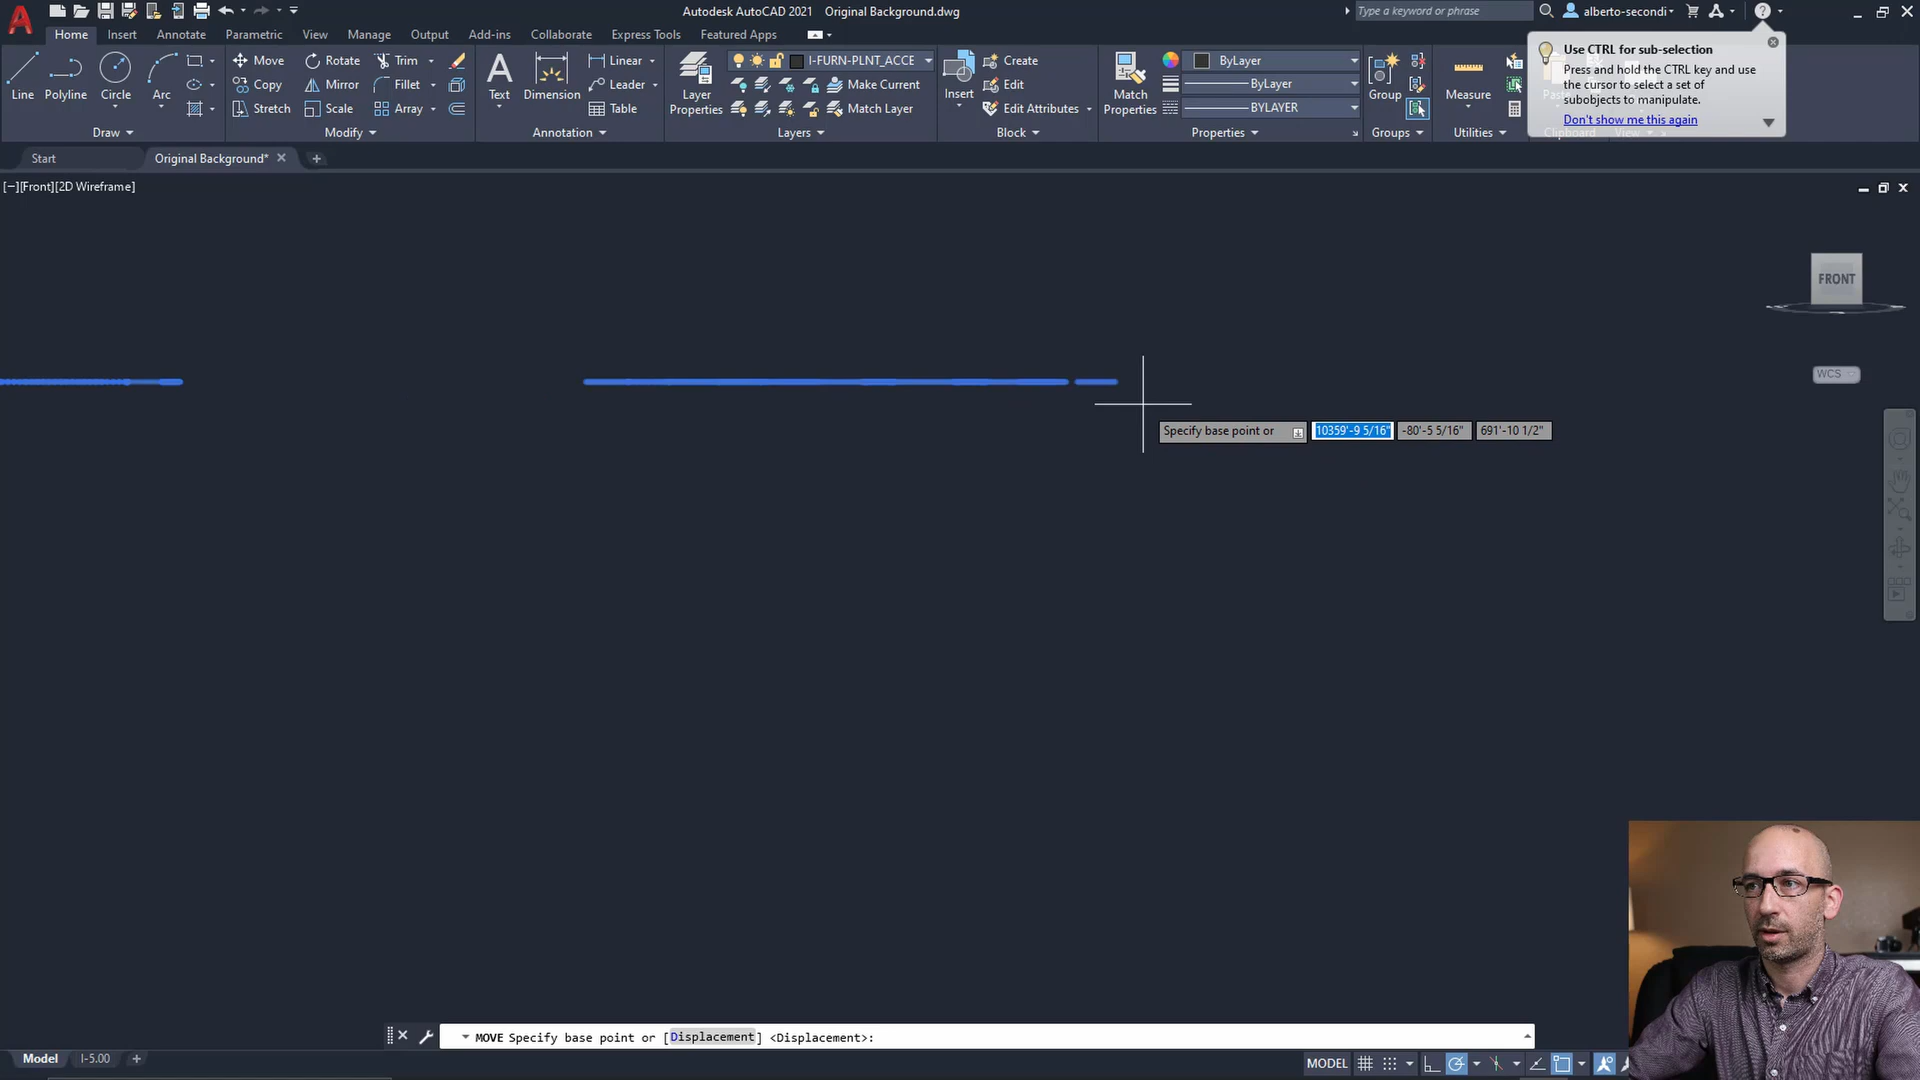 Autodesk AutoCAD 2021 Original Background.dwg
Type a keyword or phrase
alberto-secondi
Home Insert Annotate Parametric View Manage Output Add-ins Collaborate Express Tools Featured Apps
Line
Polyline
Circle
Arc
Draw
Move Rotate Trim
Copy Mirror Fillet
Stretch Scale Array
Modify
Text
Dimension
Linear
Leader
Table
Annotation
Layer
Properties
I-FURN-PLNT_ACCE
Make Current
Match Layer
Layers
Insert
Create
Edit
Edit Attributes
Block
Match
Properties
ByLayer
ByLayer
BYLAYER
Properties
Group
Groups
Measure
Utilities
Use CTRL for sub-selection
Press and hold the CTRL key and use
the cursor to select a set of
subobjects to manipulate.
Don't show me this again
Start
Original Background*
[−][Front][2D Wireframe]
FRONT
WCS
Specify base point or 10359'-9 5/16" -80'-5 5/16" 691'-10 1/2"
MOVE Specify base point or [Displacement] <Displacement>:
Model I-5.00
MODEL